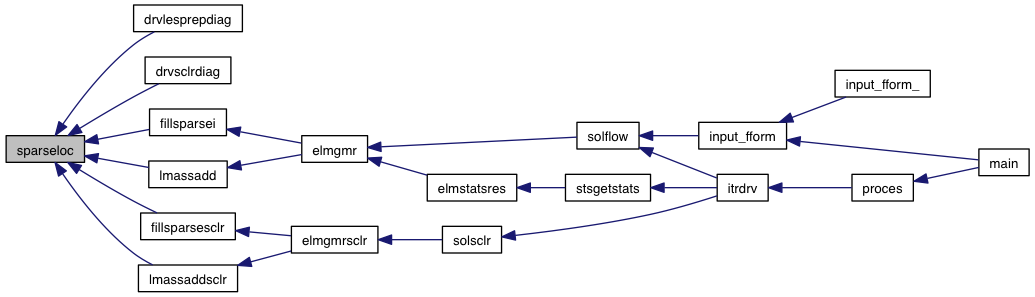 drvlesprepdiag
drvsclrdiag
input_fform_
fillsparsei
solflow
input_fform
sparseloc
elmgmr
main
lmassadd
elmstatsres
stsgetstats
itrdrv
proces
fillsparsesclr
elmgmrsclr
solsclr
lmassaddsclr